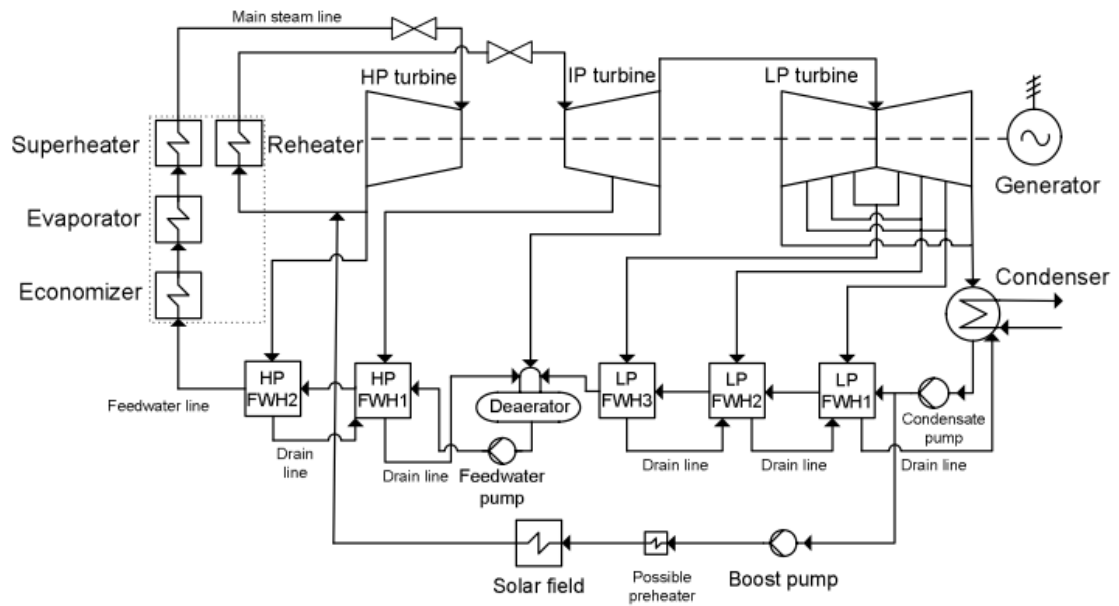 Main steam line
HP turbine
IP turbine
LP turbine
Superheater
Reheater
Generator
Evaporator
Economizer
Condenser
HP
FWH2
HP
FWH1
Deaerator
LP
FWH3
LP
FWH2
LP
FWH1
Feedwater line
Condensate
pump
Drain
line
Drain line
Feedwater
pump
Drain line
Drain line
Drain line
Solar field
Possible
preheater
Boost pump